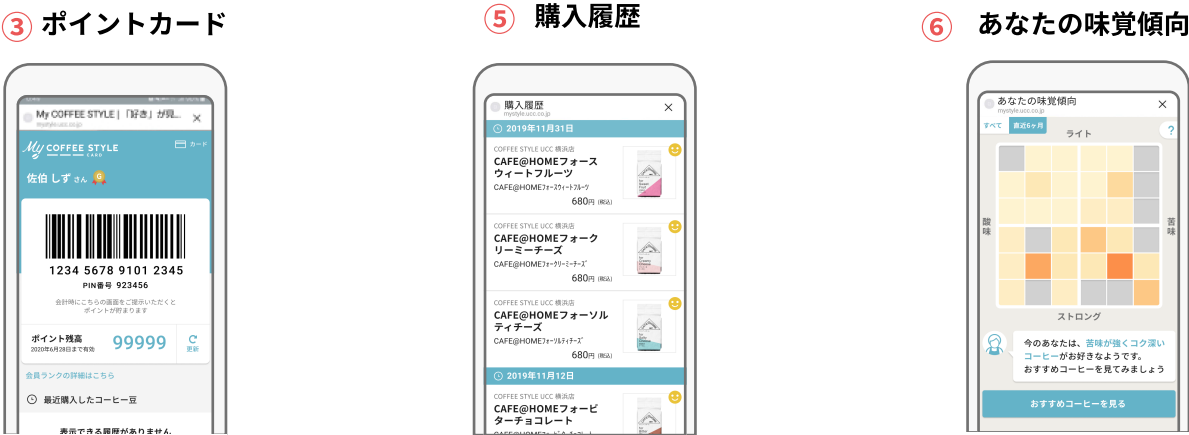 ③ ポイントカード
My COFFEE STYLE |「好き」が見...
mystyle.ucc.co.jp
My COFFEE STYLE
CARD
カード
佐伯 しず さん
G
1234 5678 9101 2345
PIN番号 923456
会計時にこちらの画面をご提示いただくと
ポイントが貯まります
ポイント残高
2020年6月28日まで有効
99999
更新
会員ランクの詳細はこちら
最近購入したコーヒー豆
表示できる履歴がありません
⑤ 購入履歴
購入履歴
mystyle.ucc.co.jp
2019年11月31日
COFFEE STYLE UCC 横浜店
CAFE@HOMEフォース
ウィートフルーツ
CAFE@HOMEフォースウィートフルーツ
680円 (税込)
COFFEE STYLE UCC 横浜店
CAFE@HOMEフォーク
リーミーチーズ
CAFE@HOMEフォークリーミーチーズ
680円 (税込)
COFFEE STYLE UCC 横浜店
CAFE@HOMEフォーソル
ティチーズ
CAFE@HOMEフォーソルティチーズ
680円 (税込)
2019年11月12日
COFFEE STYLE UCC 横浜店
CAFE@HOMEフォービ
ターチョコレート
⑥ あなたの味覚傾向
あなたの味覚傾向
mystyle.ucc.co.jp
すべて
直近6ヶ月
?
ライト
酸味
苦味
ストロング
今のあなたは、苦味が強くコク深い
コーヒーがお好きなようです。
おすすめコーヒーを見てみましょう
おすすめコーヒーを見る